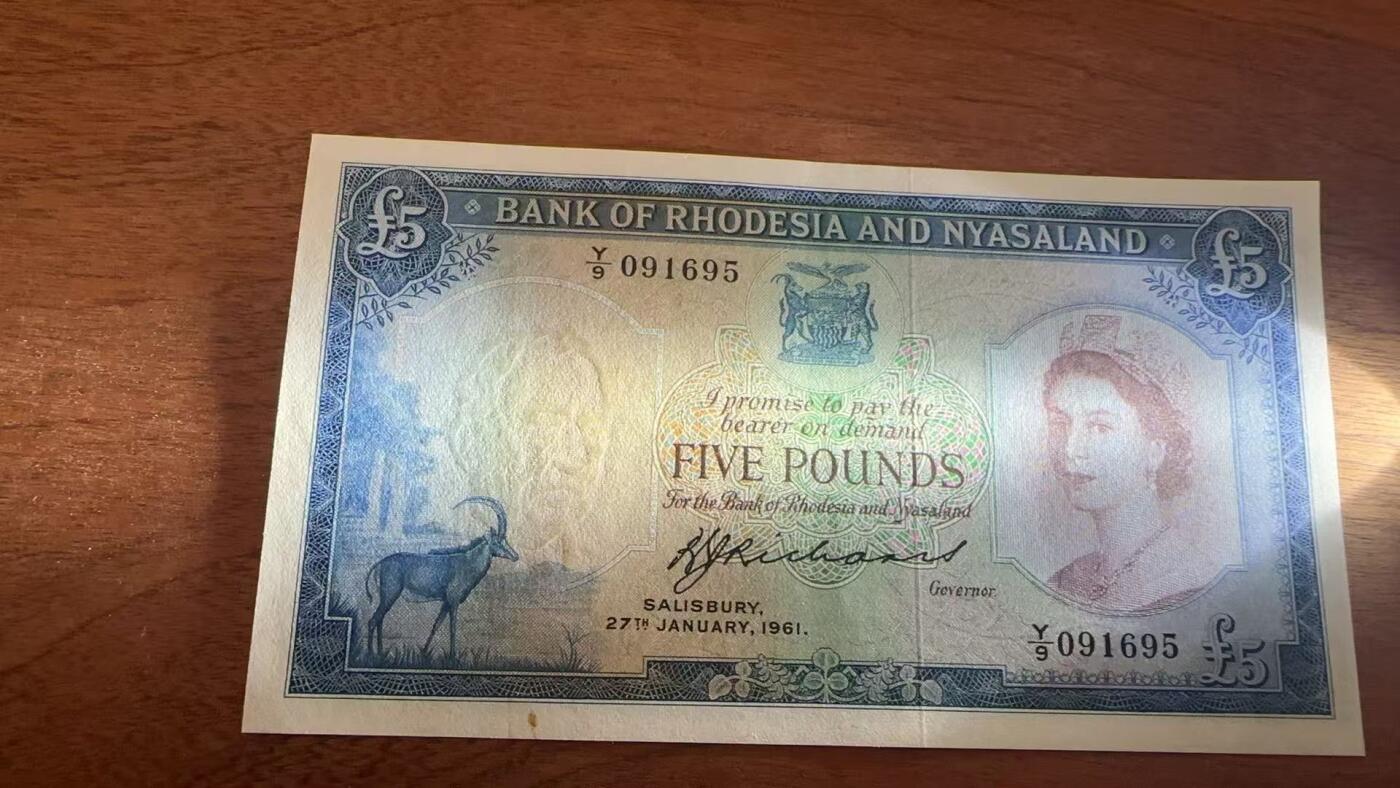 £5 BANK OF RHODESIA AND NYASALAND £5
Y/9 091695
I promise to pay the
bearer on demand
FIVE POUNDS
For the Bank of Rhodesia and Nyasaland
Governor.
SALISBURY,
27TH JANUARY, 1961.
Y/9 091695 £5